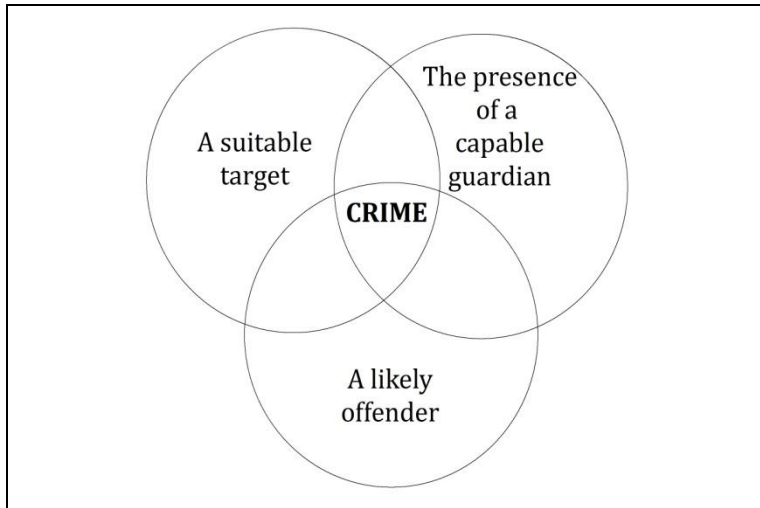 A suitable
target
The presence
of a
capable
guardian
CRIME
A likely
offender